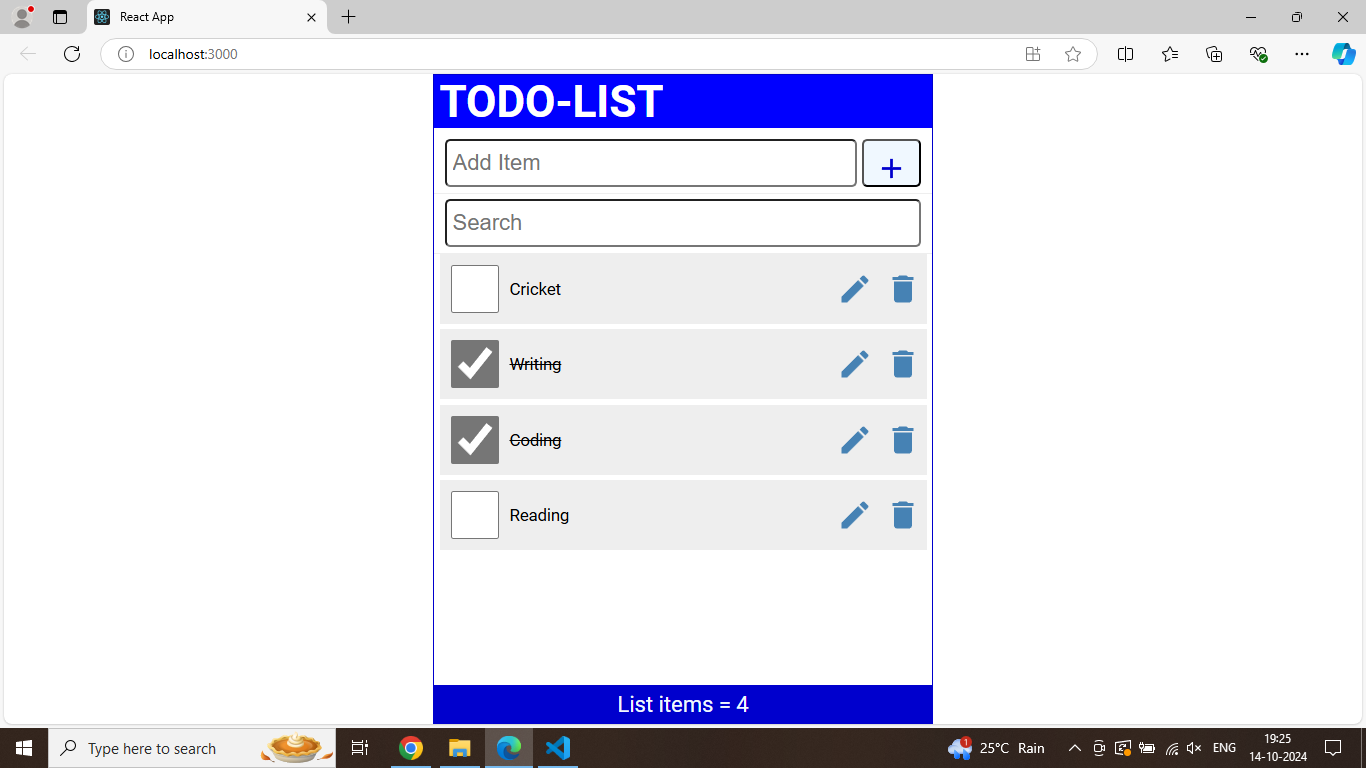 React App
localhost:3000
TODO-LIST
Add Item
+
Search
Cricket
Writing
Coding
Reading
List items = 4
Type here to search
1
25°C Rain
ENG
19:25
14-10-2024